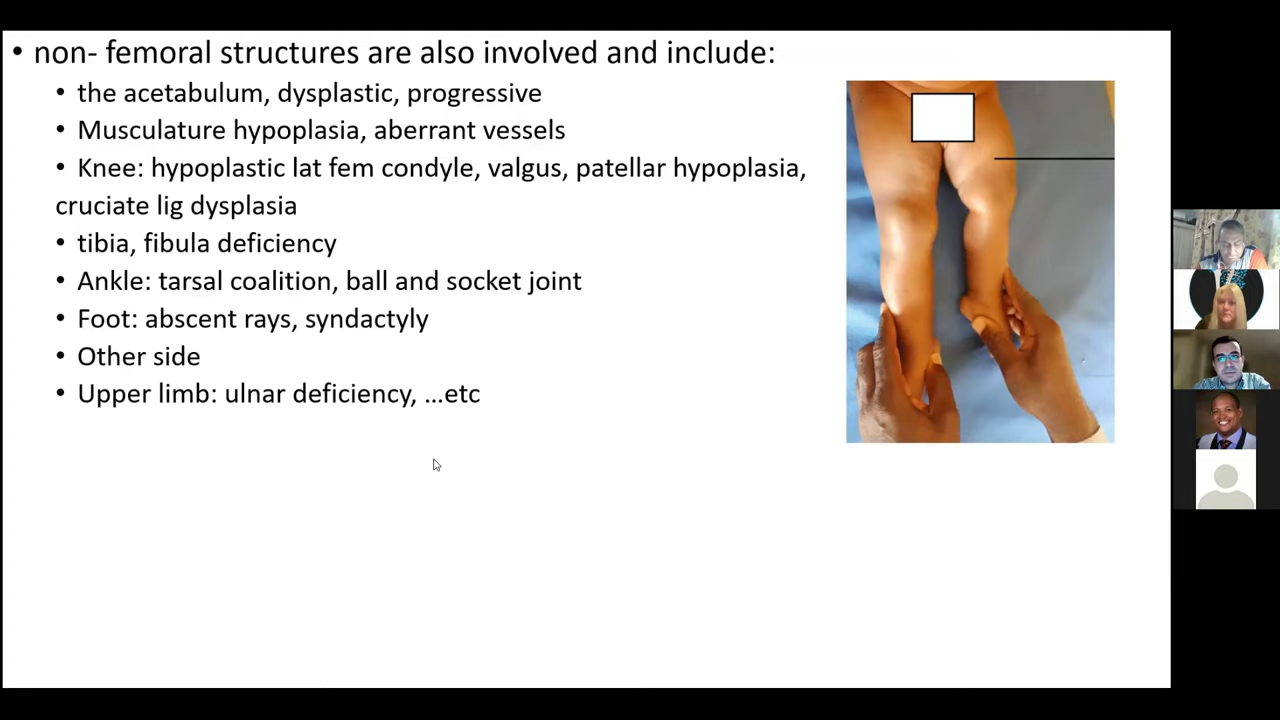 • non- femoral structures are also involved and include:
• the acetabulum, dysplastic, progressive
• Musculature hypoplasia, aberrant vessels
• Knee: hypoplastic lat fem condyle, valgus, patellar hypoplasia,
cruciate lig dysplasia
• tibia, fibula deficiency
• Ankle: tarsal coalition, ball and socket joint
• Foot: abscent rays, syndactyly
• Other side
• Upper limb: ulnar deficiency, ...etc